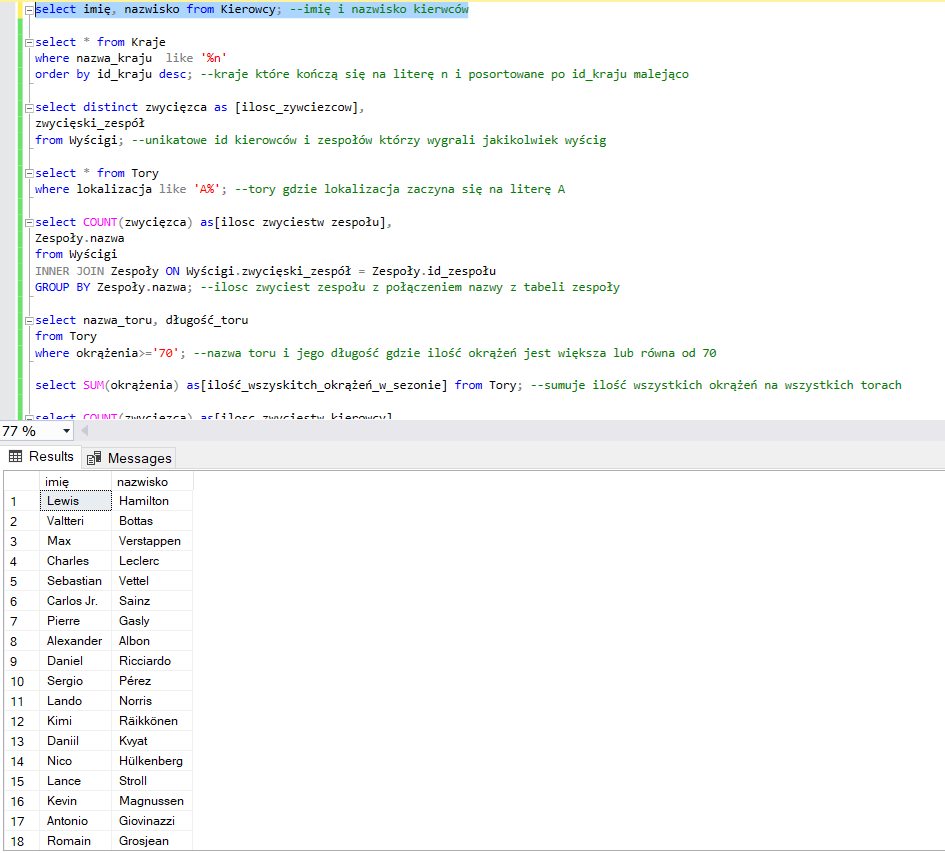 select imię, nazwisko from Kierowcy; --imię i nazwisko kierwców
select * from Kraje
where nazwa_kraju  like '%n'
order by id_kraju desc; --kraje które kończą się na literę n i posortowane po id_kraju malejąco
select distinct zwycięzca as [ilosc_zywciezcow],
zwycięski_zespół
from Wyścigi; --unikatowe id kierowców i zespołów którzy wygrali jakikolwiek wyścig
select * from Tory
where lokalizacja like 'A%'; --tory gdzie lokalizacja zaczyna się na literę A
select COUNT(zwycięzca) as[ilosc zwyciestw zespołu],
Zespoły.nazwa
from Wyścigi
INNER JOIN Zespoły ON Wyścigi.zwycięski_zespół = Zespoły.id_zespołu
GROUP BY Zespoły.nazwa; --ilosc zwyciest zespołu z połączeniem nazwy z tabeli zespoły
select nazwa_toru, długość_toru
from Tory
where okrążenia>='70'; --nazwa toru i jego długość gdzie ilość okrążeń jest większa lub równa od 70
select SUM(okrążenia) as[ilość_wszyskitch_okrążeń_w_sezonie] from Tory; --sumuje ilość wszystkich okrążeń na wszystkich torach
select COUNT(zwycięzca) as[ilosc zwyciestw kierowcy]
77 %
Results Messages
imię nazwisko
1 Lewis Hamilton
2 Valtteri Bottas
3 Max Verstappen
4 Charles Leclerc
5 Sebastian Vettel
6 Carlos Jr. Sainz
7 Pierre Gasly
8 Alexander Albon
9 Daniel Ricciardo
10 Sergio Pérez
11 Lando Norris
12 Kimi Räikkönen
13 Daniil Kvyat
14 Nico Hülkenberg
15 Lance Stroll
16 Kevin Magnussen
17 Antonio Giovinazzi
18 Romain Grosjean